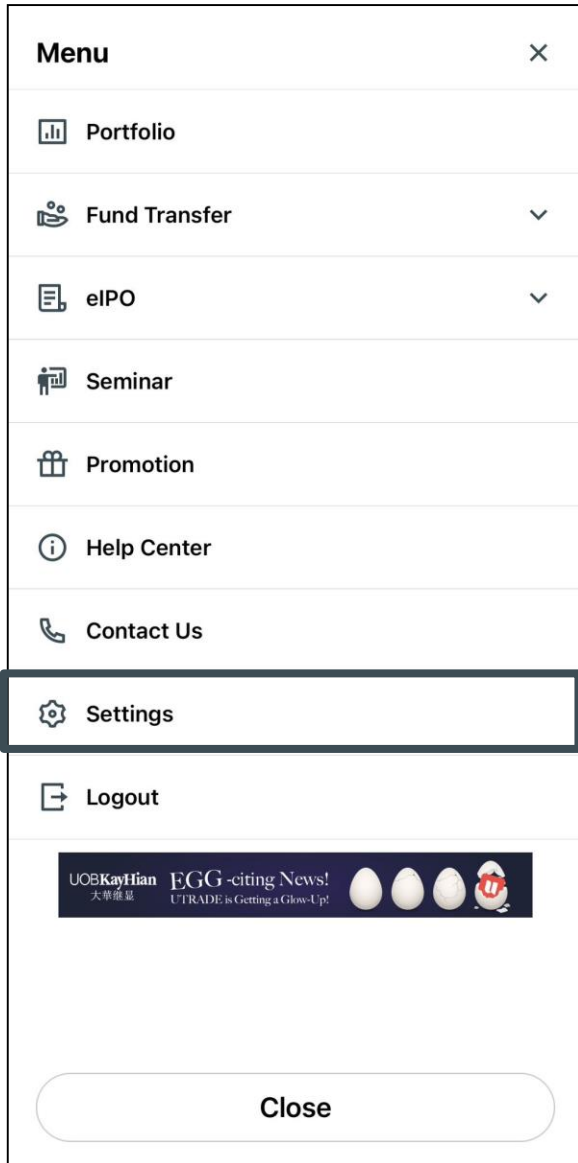 Menu
Portfolio
Fund Transfer
eIPO
Seminar
Promotion
Help Center
Contact Us
Settings
Logout
UOBKayHian
大華繼显
EGG -citing News!
UTRADE is Getting a Glow-Up!
Close